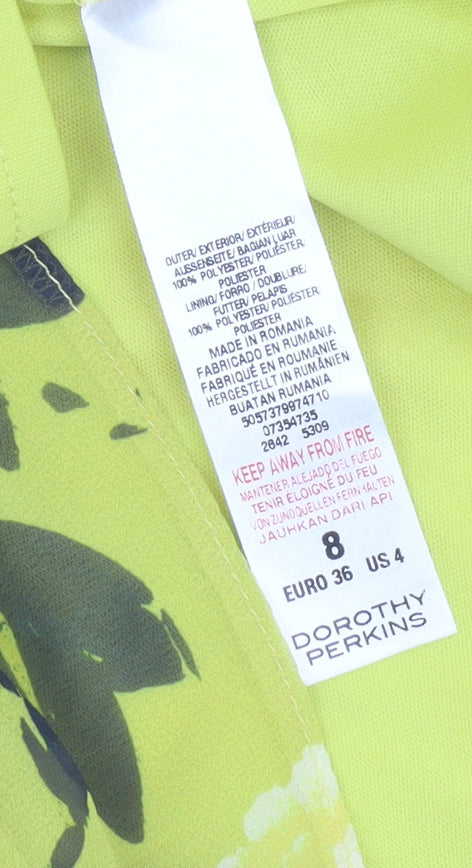 OUTER/ EXTERIOR/ EXTÉRIEUR/
AUSSENSEITE/ BAGIAN LUAR
100% POLYESTER/ POLIÉSTER/
POLIESTER
LINING/ FORRO / DOUBLURE/
FUTTER/ PELAPIS
100% POLYESTER/ POLIÉSTER/
POLIESTER
MADE IN ROMANIA
FABRICADO EN RUMANIA
FABRIQUÉ EN ROUMANIE
HERGESTELLT IN RUMÄNIEN
BUATAN RUMANIA
5057379974710
07354735
2842 5309
KEEP AWAY FROM FIRE
MANTENER ALEJADO DEL FUEGO
TENIR ELOIGNÉ DU FEU
VON ZUNDQUELLEN FERNHALTEN
JAUHKAN DARI API
8
EURO 36 US 4
DOROTHY
PERKINS